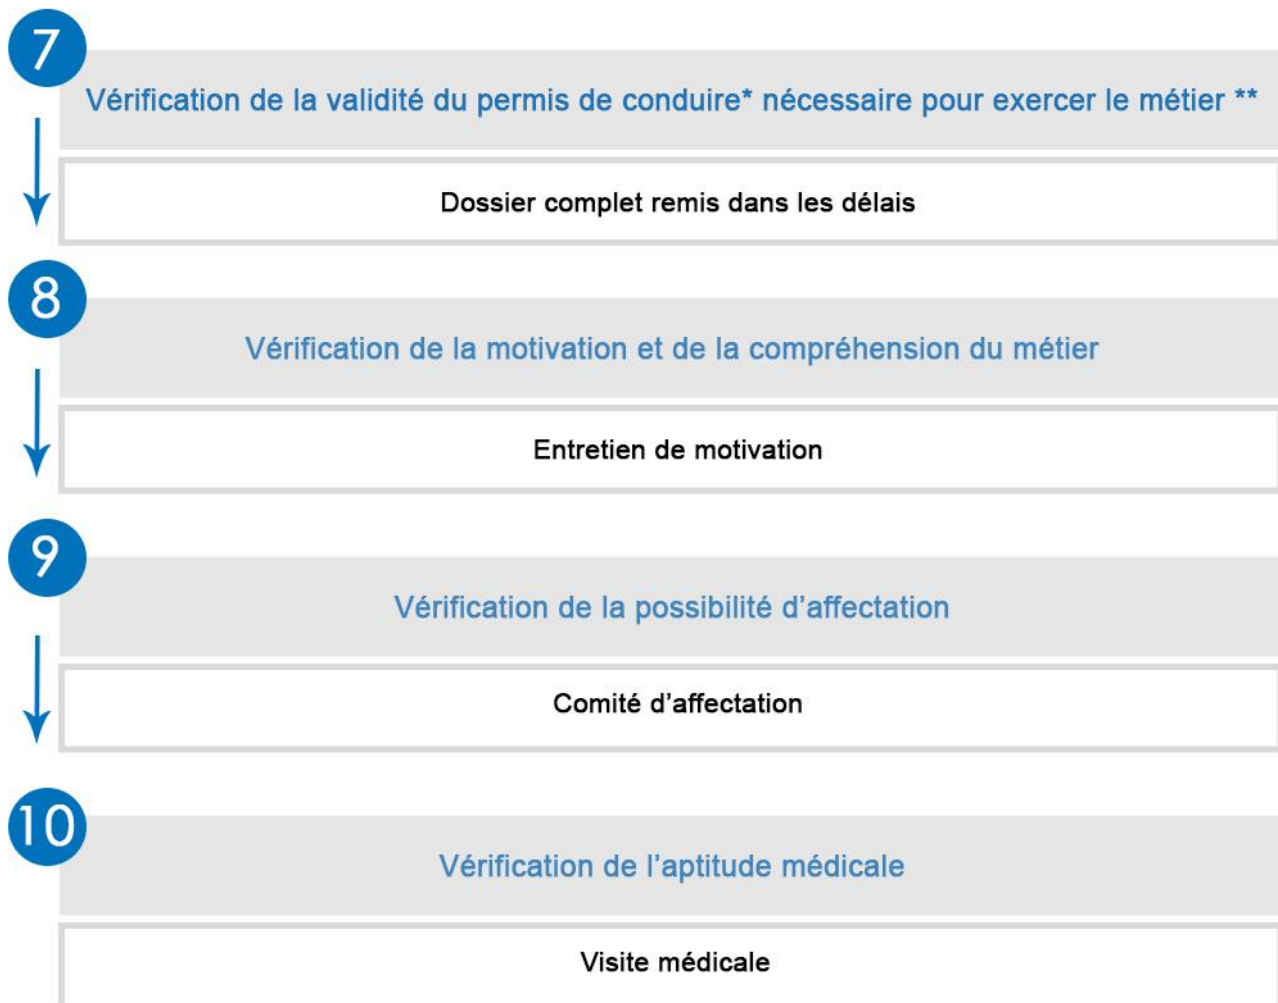 7
Vérification de la validité du permis de conduire* nécessaire pour exercer le métier **
Dossier complet remis dans les délais
8
Vérification de la motivation et de la compréhension du métier
Entretien de motivation
9
Vérification de la possibilité d’affectation
Comité d’affectation
10
Vérification de l’aptitude médicale
Visite médicale